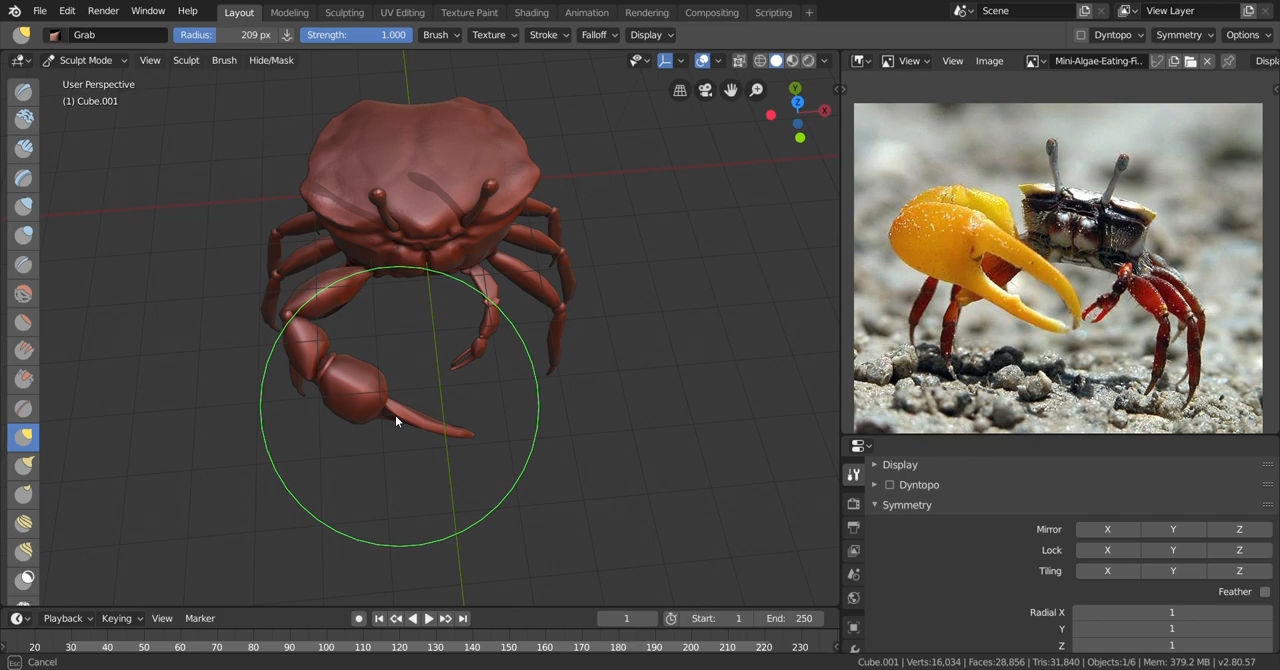 File Edit Render Window Help Layout Modeling Sculpting UV Editing Texture Paint Shading Animation Rendering Compositing Scripting + Scene View Layer
Grab Radius: 209 px Strength: 1.000 Brush Texture Stroke Falloff Display Dyntopo Symmetry Options
Sculpt Mode View Sculpt Brush Hide/Mask View View Image Mini-Algae-Eating-Fi.. Displa
User Perspective
(1) Cube.001
Y
Z
X
Display
Dyntopo
Symmetry
Mirror X Y Z
Lock X Y Z
Tiling X Y Z
Feather
Radial X 1
Y 1
Z 1
Playback Keying View Marker 1 Start: 1 End: 250
20 30 40 50 60 70 80 90 100 110 120 130 140 150 160 170 180 190 200 210 220 230
Esc Cancel Cube.001 | Verts:16,034 | Faces:28,856 | Tris:31,840 | Objects:1/6 | Mem: 379.2 MB | v2.80.57